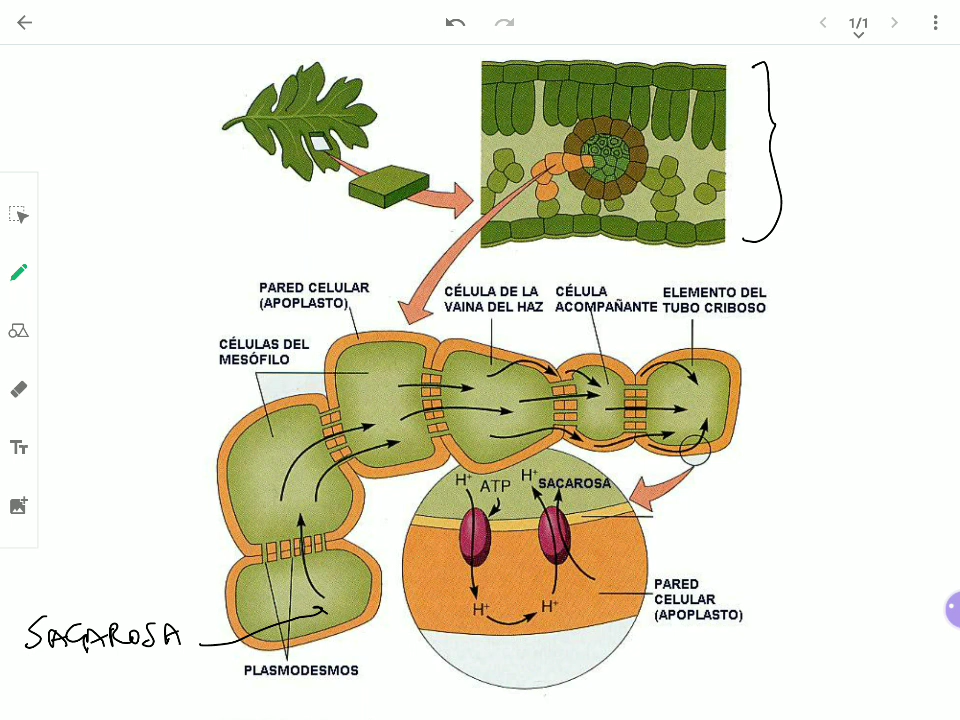 1/1
PARED CELULAR
(APOPLASTO)
CÉLULA DE LA
VAINA DEL HAZ
CÉLULA
ACOMPAÑANTE
ELEMENTO DEL
TUBO CRIBOSO
CÉLULAS DEL
MESÓFILO
H⁺
ATP
H⁺
SACAROSA
H⁺
H⁺
PARED
CELULAR
(APOPLASTO)
SACAROSA
PLASMODESMOS
Tт